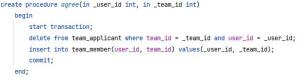 create procedure agree(in _user_id int, in _team_id int)
begin
start transaction;
delete from team_applicant where team_id = _team_id and user_id = _user_id;
insert into team_member(user_id, team_id) values(_user_id, _team_id);
commit;
end;